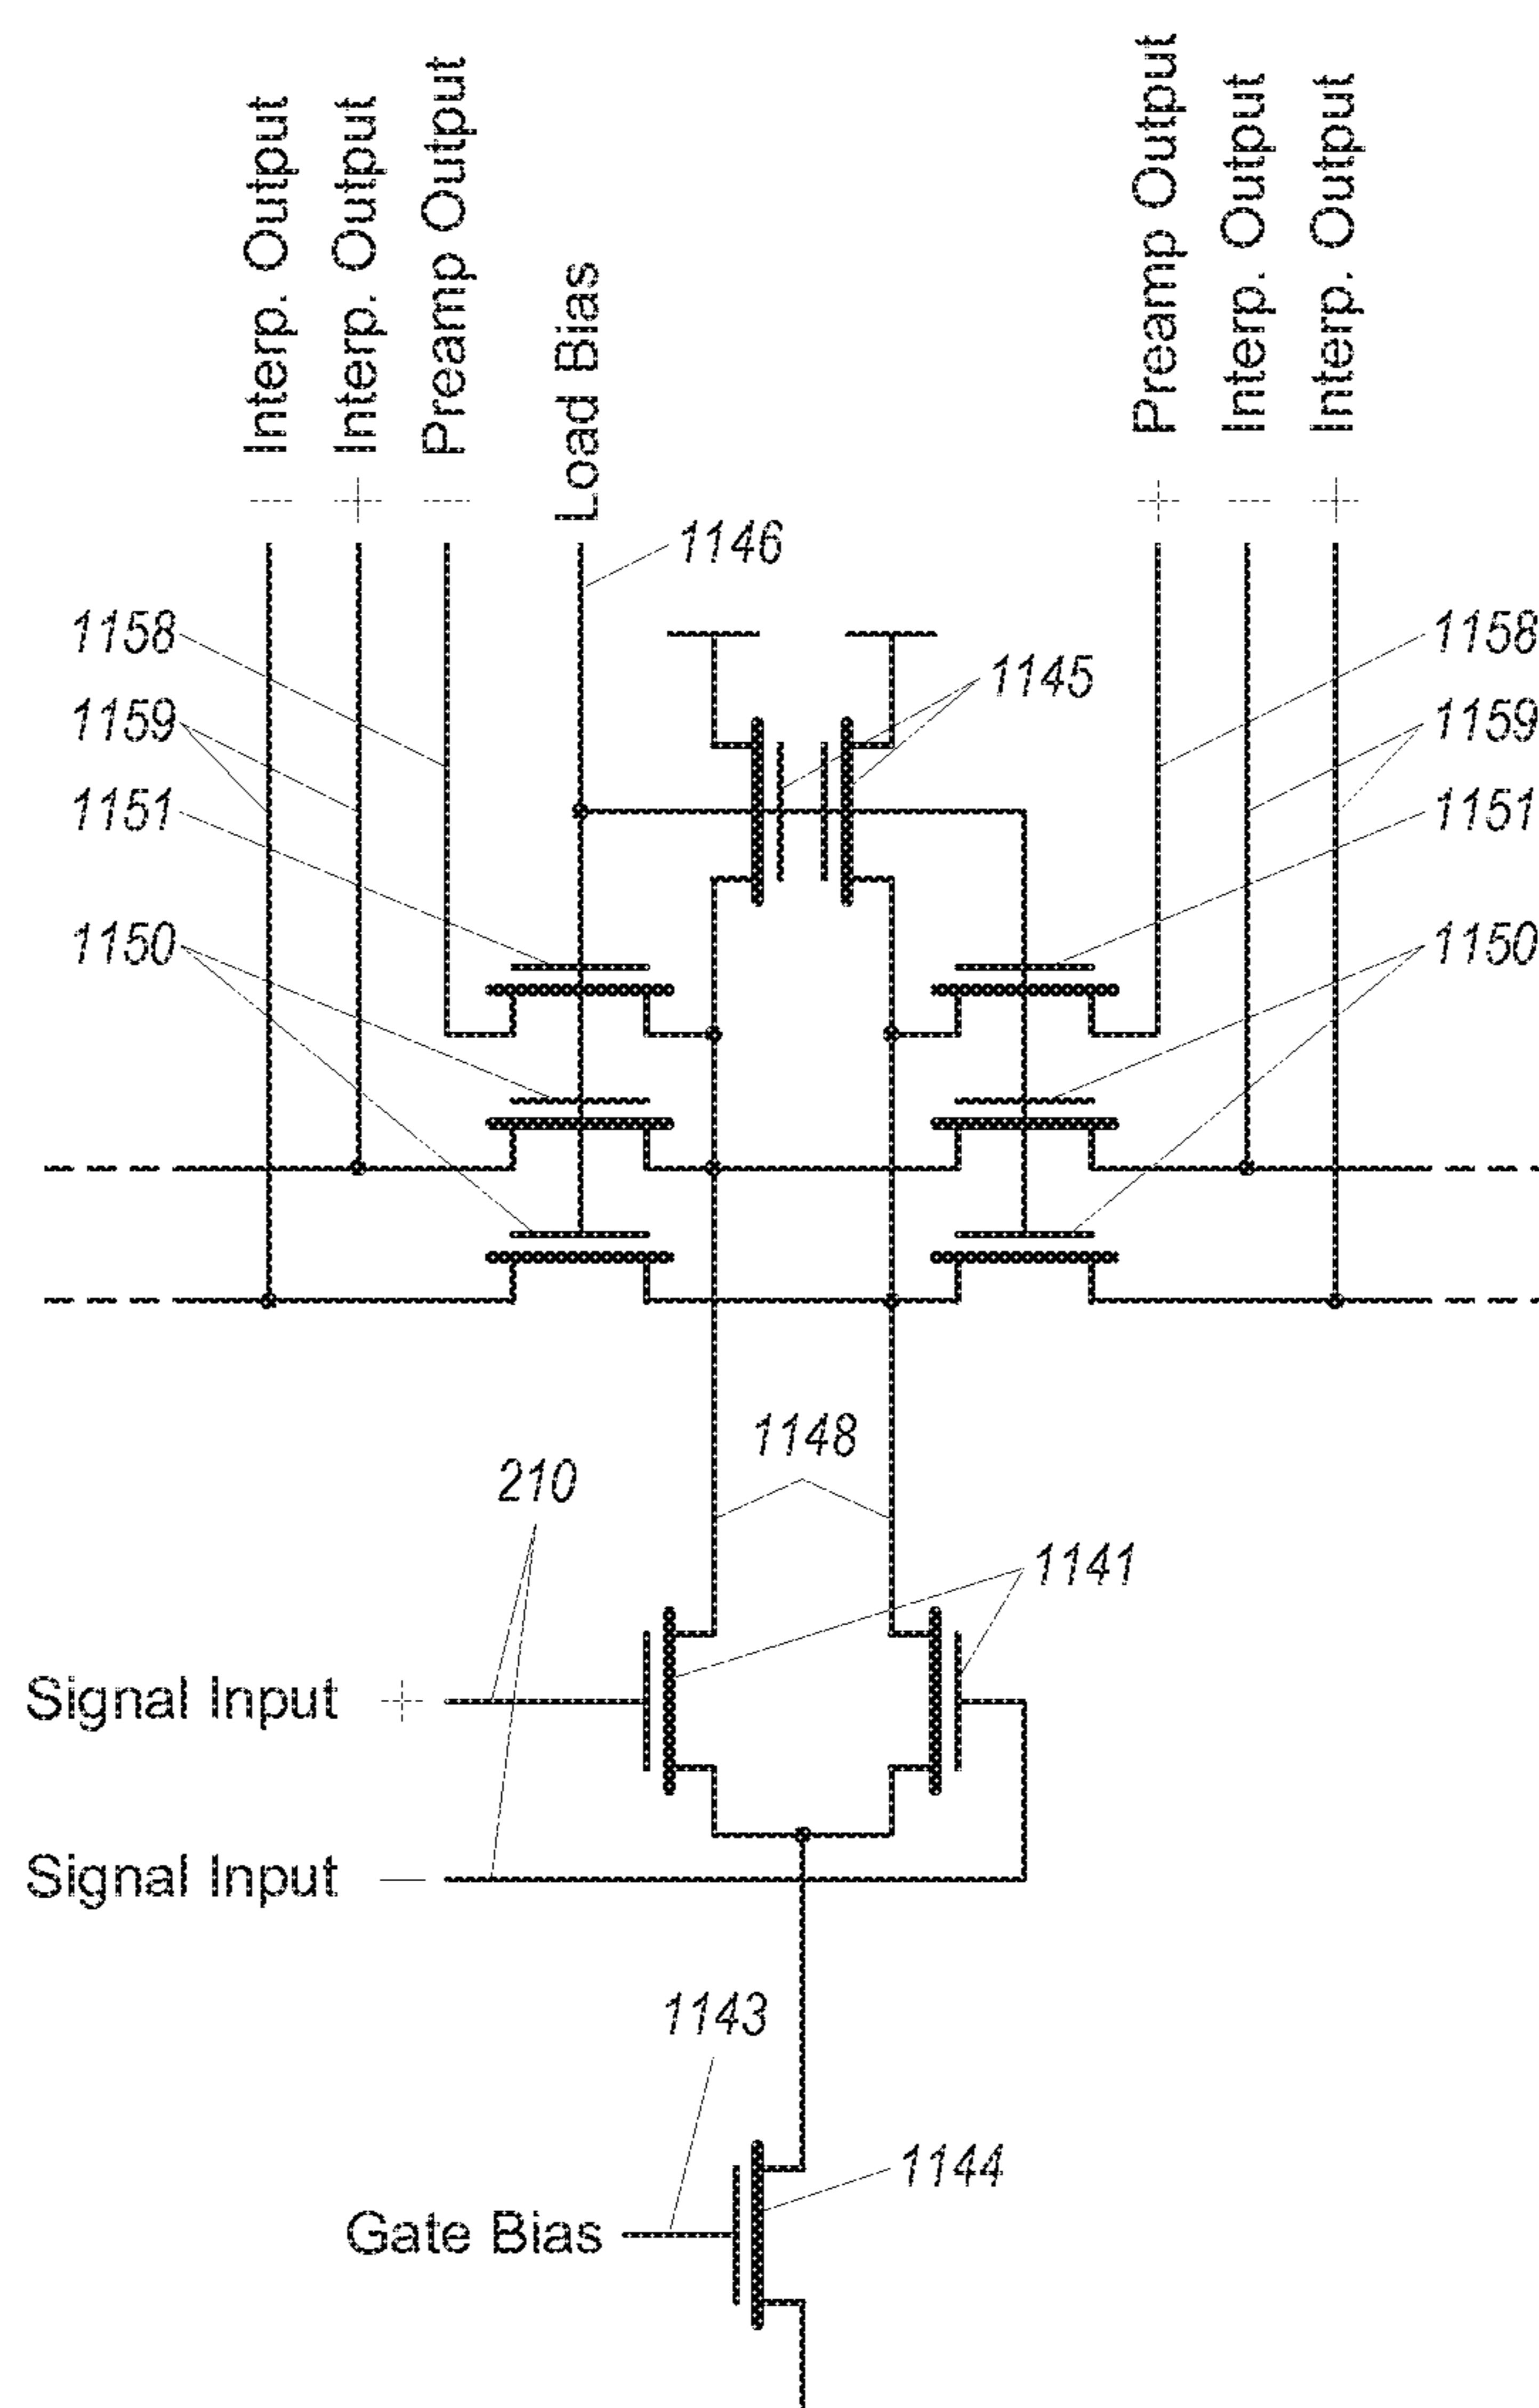 — Interp. Output
+ Interp. Output
— Preamp Output
Load Bias
+ Preamp Output
— Interp. Output
+ Interp. Output
1146
1158
1158
1145
1159
1159
1151
1151
1150
1150
1148
210
1141
Signal Input +
Signal Input —
1143
1144
Gate Bias